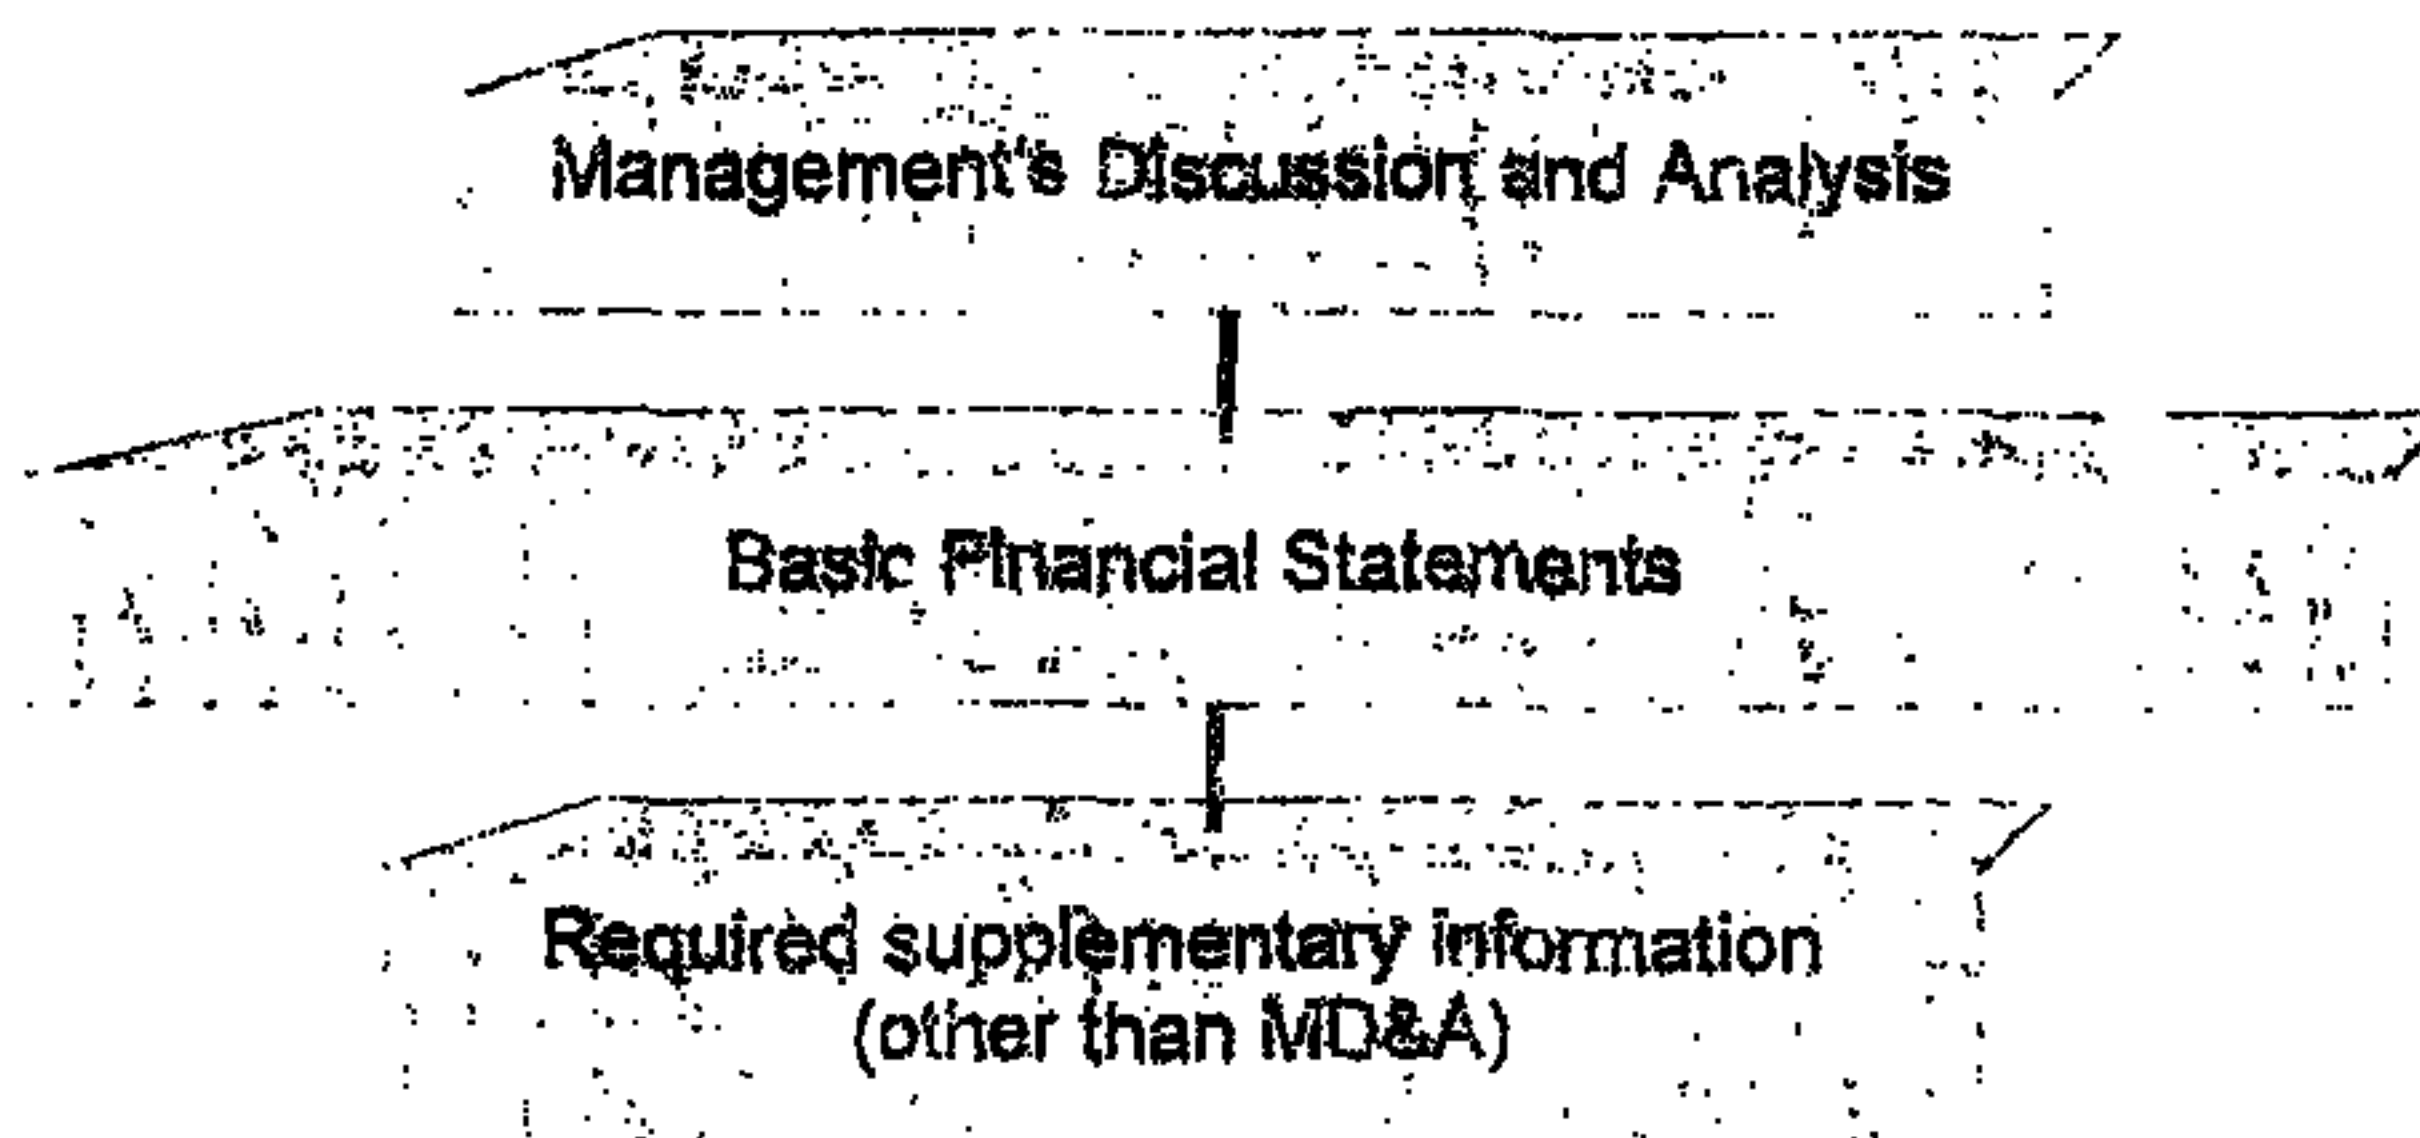 Management's Discussion and Analysis
Basic Financial Statements
Required supplementary information
(other than MD&A)